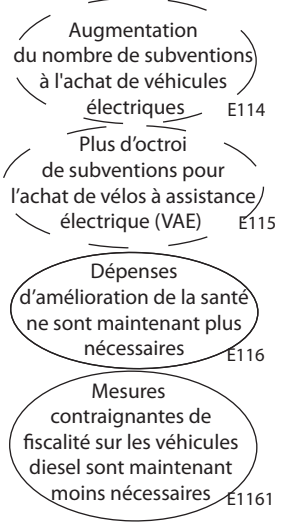 Augmentation
du nombre de subventions
à l'achat de véhicules
électriques E114
Plus d’octroi
de subventions pour
l’achat de vélos à assistance
électrique (VAE) E115
Dépenses
d’amélioration de la santé
ne sont maintenant plus
nécessaires E116
Mesures
contraignantes de
fiscalité sur les véhicules
diesel sont maintenant
moins nécessaires E1161